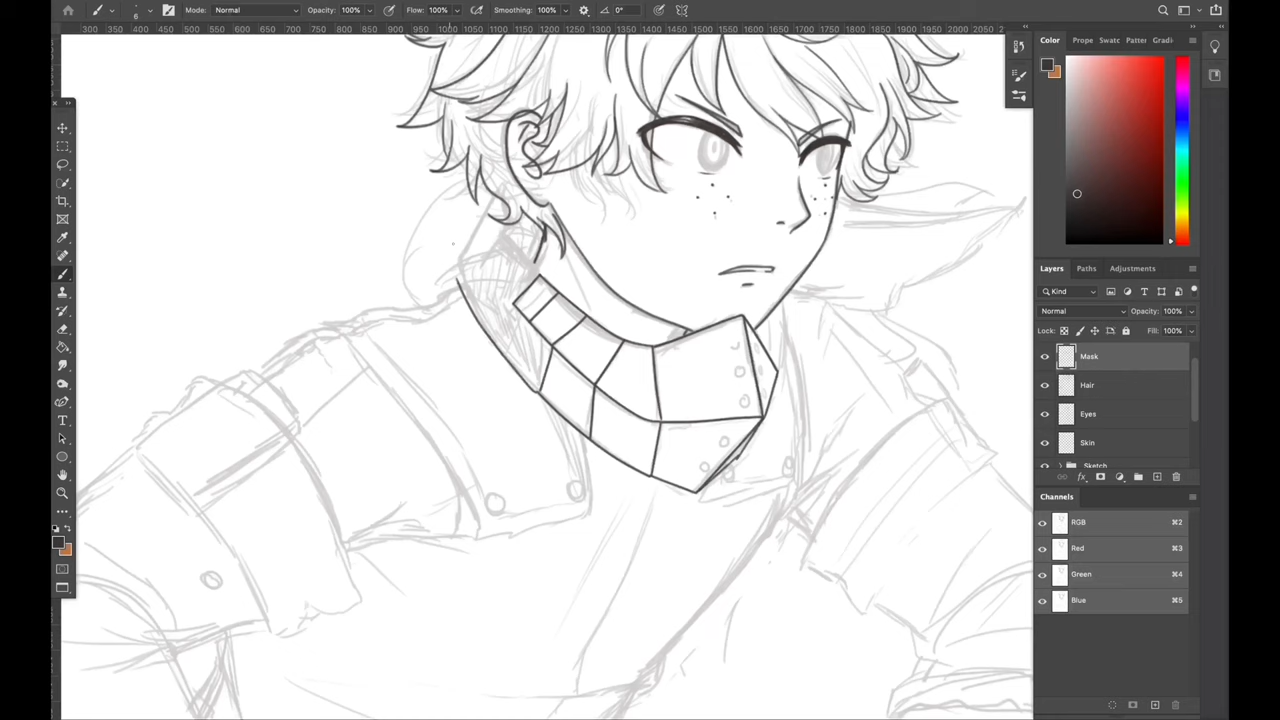 6
Mode: Normal Opacity: 100% Flow: 100% Smoothing: 100% 0°
300 350 400 450 500 550 600 650 700 750 800 850 900 950 1000 1050 1100 1150 1200 1250 1300 1350 1400 1450 1500 1550 1600 1650 1700 1750 1800 1850 1900 1950 2000 2
Color Prope Swatc Patter Gradi
Layers Paths Adjustments
Kind
Normal Opacity: 100%
Lock: Fill: 100%
Mask
Hair
Eyes
Skin
Sketch
fx
Channels
RGB ⌘2
Red ⌘3
Green ⌘4
Blue ⌘5